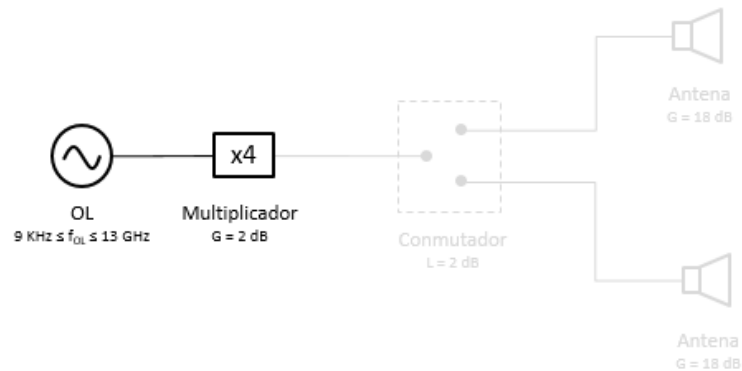 Antena
G = 18 dB
x4
OL
9 KHz ≤ fOL ≤ 13 GHz
Multiplicador
G = 2 dB
Conmutador
L = 2 dB
Antena
G = 18 dB